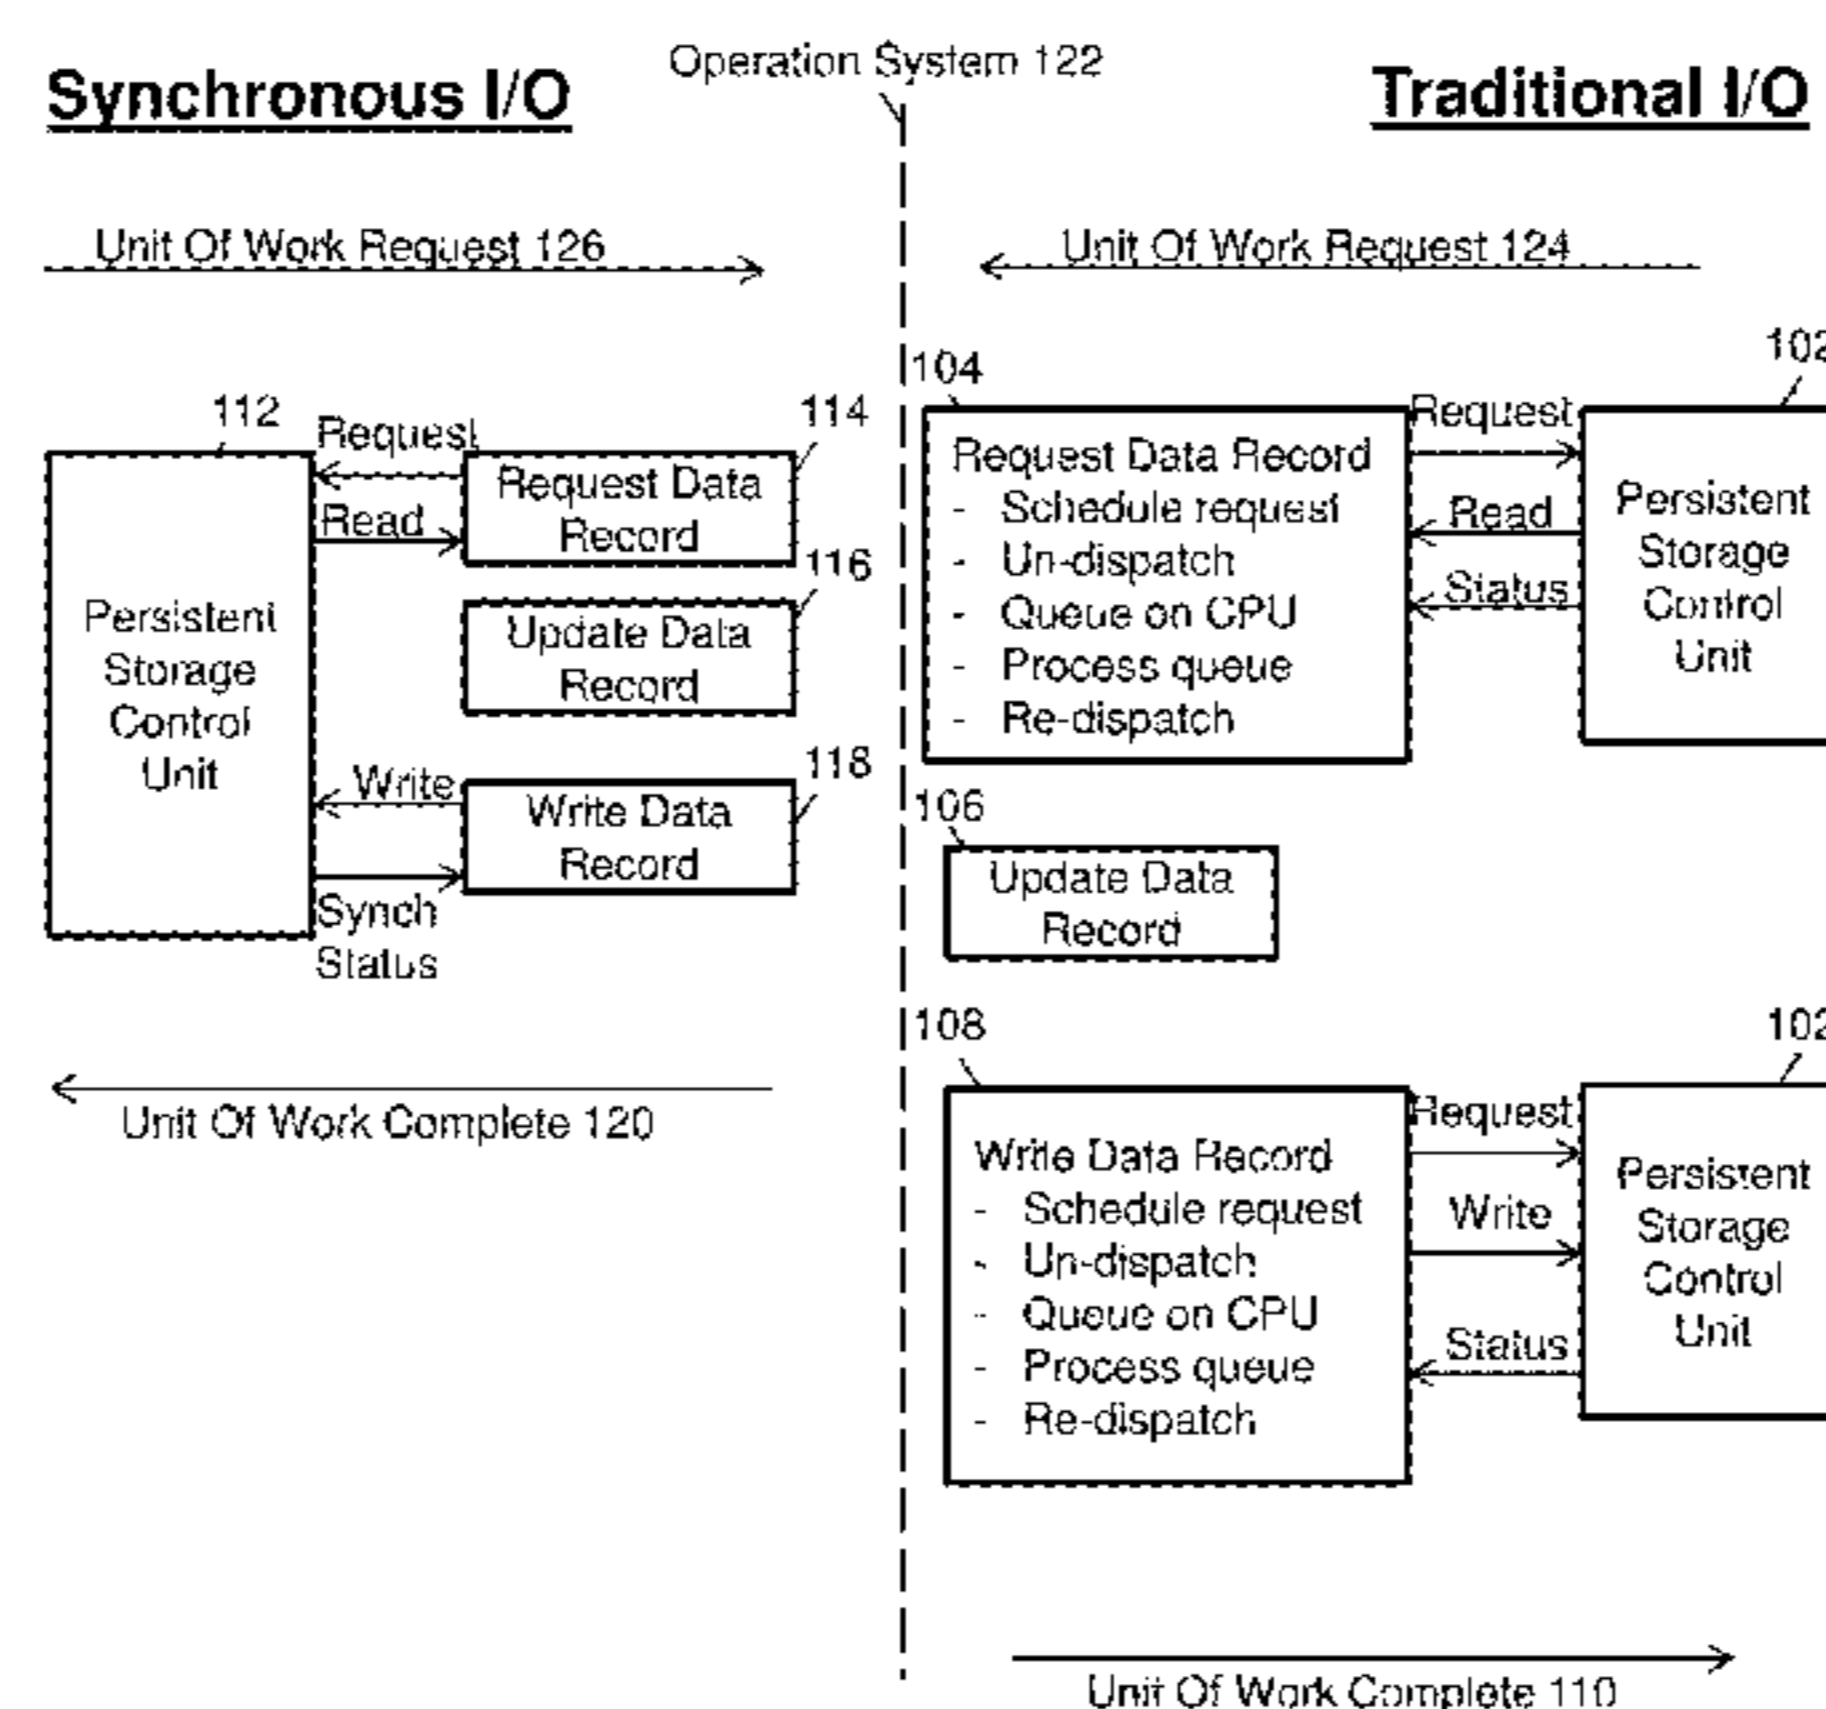 Operation System 122
Synchronous I/O
Unit Of Work Request 126
112
Request
Read
114
Request Data
Record
116
Update Data
Record
Persistent
Storage
Control
Unit
118
Write
Write Data
Record
Synch
Status
Unit Of Work Complete 120
Traditional I/O
Unit Of Work Request 124
104
Request Data Record
- Schedule request
- Un-dispatch
- Queue on CPU
- Process queue
- Re-dispatch
Request
Read
Status
102
Persistent
Storage
Control
Unit
106
Update Data
Record
108
Write Data Record
- Schedule request
- Un-dispatch
- Queue on CPU
- Process queue
- Re-dispatch
Request
Write
Status
102
Persistent
Storage
Control
Unit
Unit Of Work Complete 110